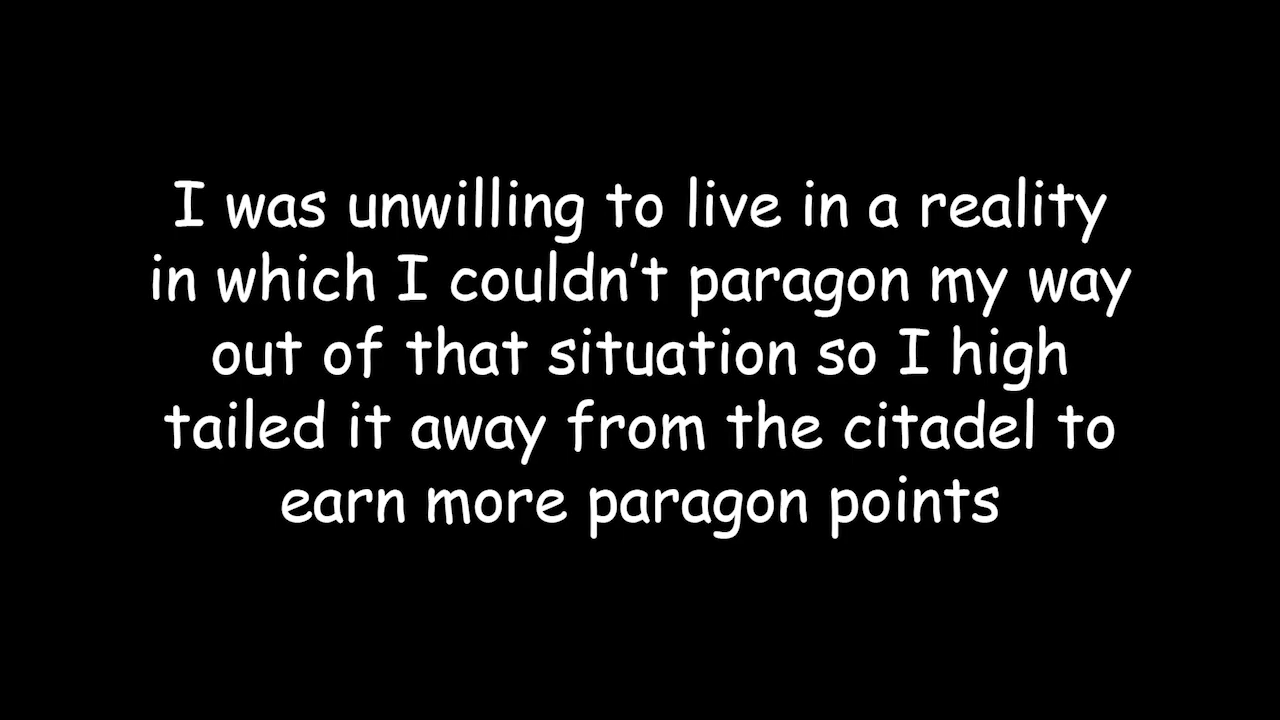 I was unwilling to live in a reality
in which I couldn’t paragon my way
out of that situation so I high
tailed it away from the citadel to
earn more paragon points